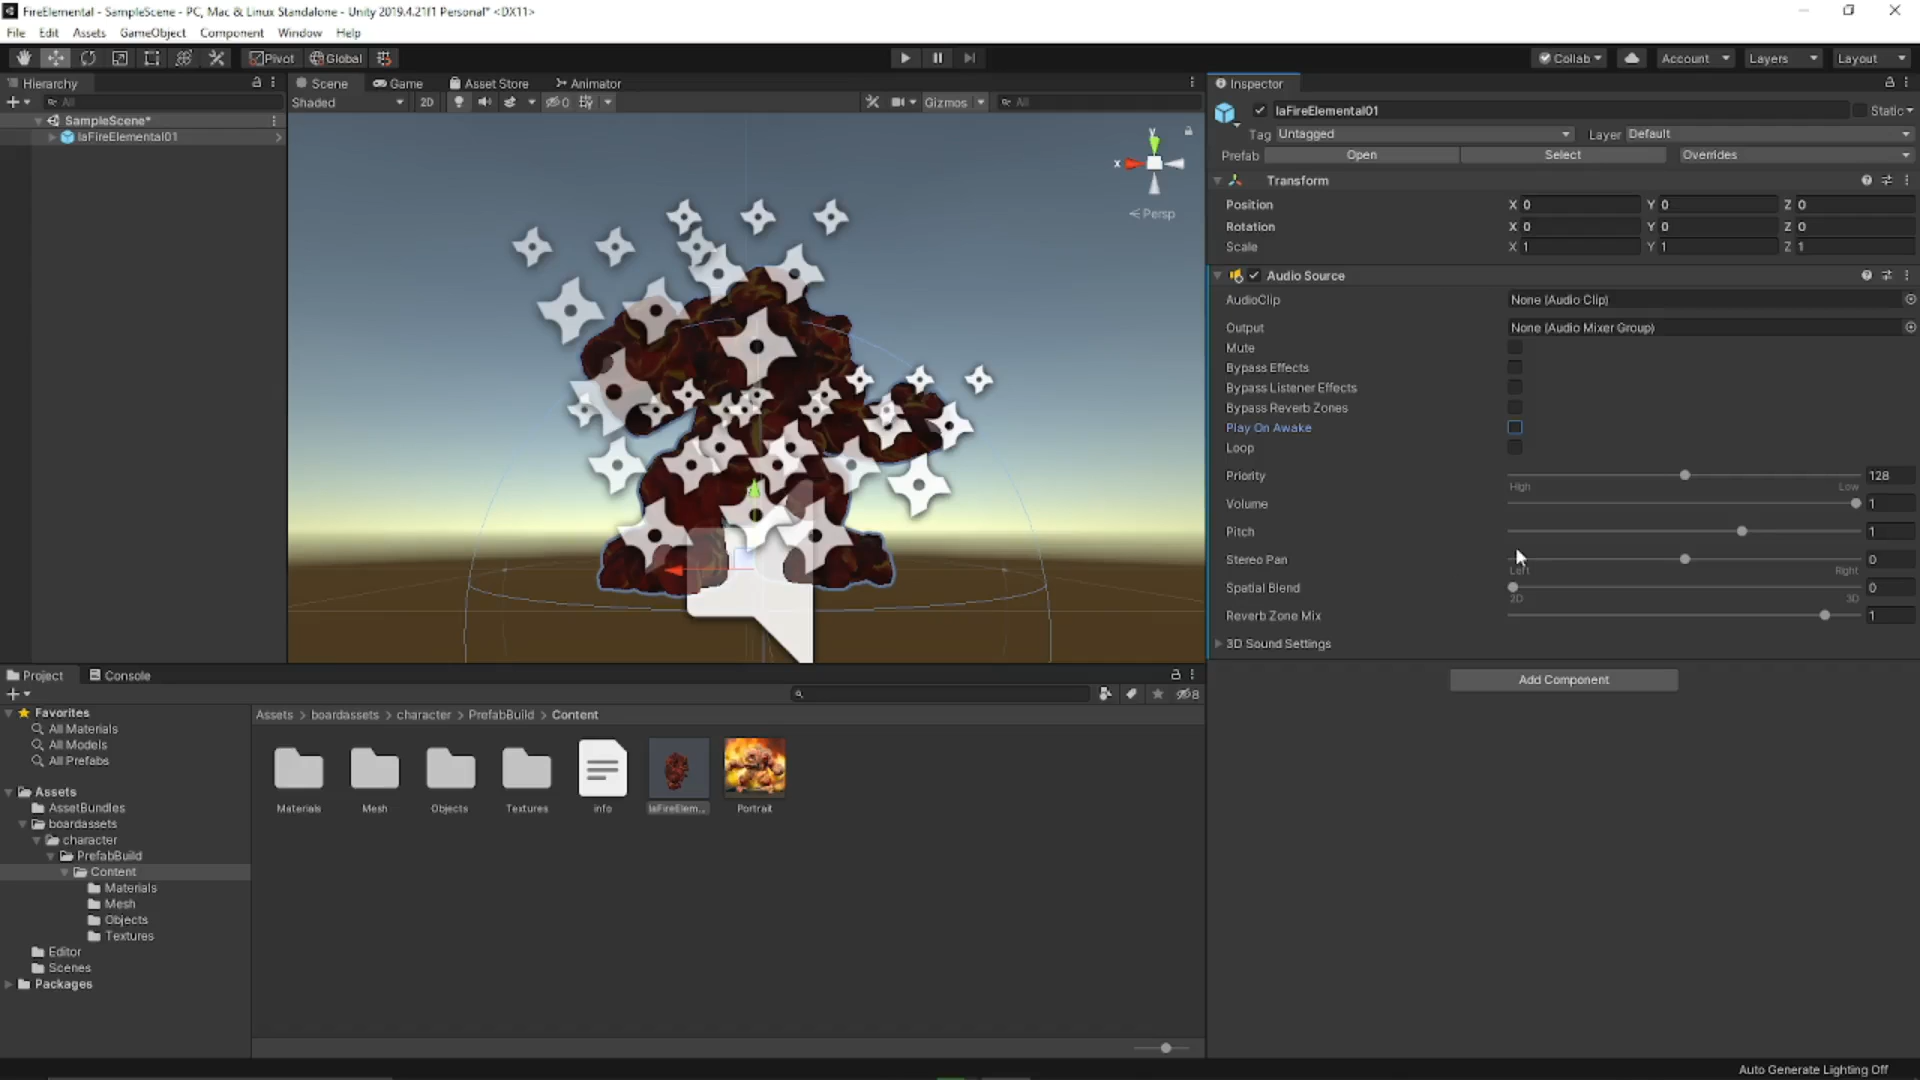 FireElemental - SampleScene - PC, Mac & Linux Standalone - Unity 2019.4.21f1 Personal* <DX11>
File Edit Assets GameObject Component Window Help
Pivot Global Collab Account Layers Layout
Hierarchy
All
SampleScene*
laFireElemental01
Scene Game Asset Store Animator
Shaded 2D 0 Gizmos All
y
x
Persp
Inspector
laFireElemental01 Static
Tag Untagged Layer Default
Prefab Open Select Overrides
Transform
Position X 0 Y 0 Z 0
Rotation X 0 Y 0 Z 0
Scale X 1 Y 1 Z 1
Audio Source
AudioClip None (Audio Clip)
Output None (Audio Mixer Group)
Mute
Bypass Effects
Bypass Listener Effects
Bypass Reverb Zones
Play On Awake
Loop
Priority 128
High Low
Volume 1
Pitch 1
Stereo Pan 0
Left Right
Spatial Blend 0
2D 3D
Reverb Zone Mix 1
3D Sound Settings
Add Component
Project Console
8
Favorites
All Materials
All Models
All Prefabs
Assets
AssetBundles
boardassets
character
PrefabBuild
Content
Materials
Mesh
Objects
Textures
Editor
Scenes
Packages
Assets > boardassets > character > PrefabBuild > Content
Materials Mesh Objects Textures info laFireElem... Portrait
Auto Generate Lighting Off